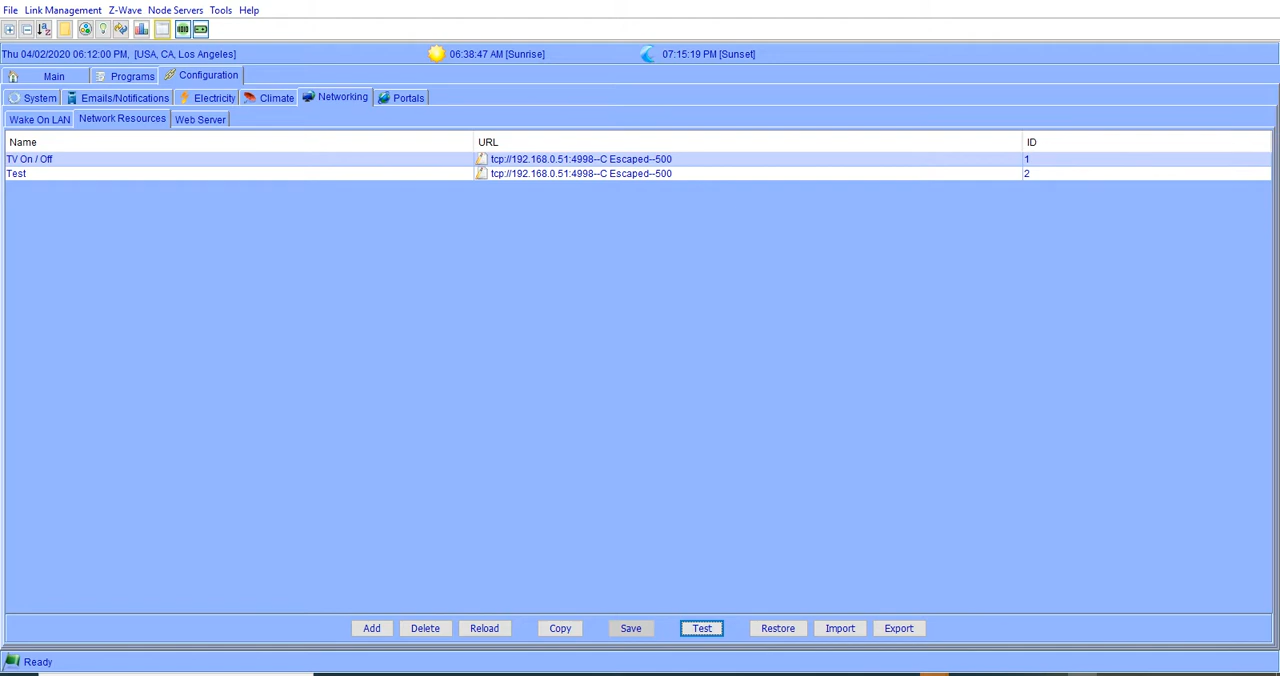 File Link Management Z-Wave Node Servers Tools Help
Thu 04/02/2020 06:12:00 PM, [USA, CA, Los Angeles] 06:38:47 AM [Sunrise] 07:15:19 PM [Sunset]
Main Programs Configuration
System Emails/Notifications Electricity Climate Networking Portals
Wake On LAN Network Resources Web Server
Name URL ID
TV On / Off tcp://192.168.0.51:4998--C Escaped--500 1
Test tcp://192.168.0.51:4998--C Escaped--500 2
Add Delete Reload Copy Save Test Restore Import Export
Ready